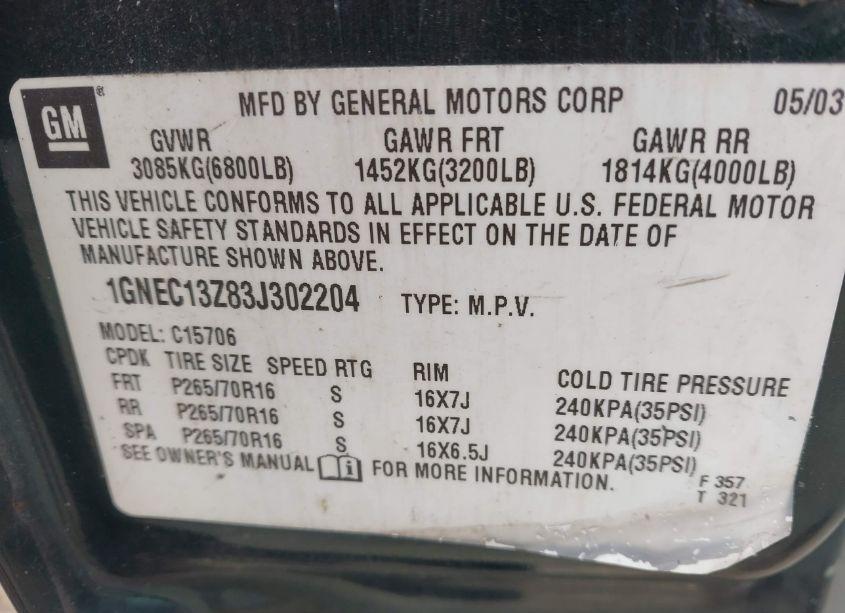 GM ® MFD BY GENERAL MOTORS CORP 05/03
GVWR GAWR FRT GAWR RR
3085KG(6800LB) 1452KG(3200LB) 1814KG(4000LB)
THIS VEHICLE CONFORMS TO ALL APPLICABLE U.S. FEDERAL MOTOR
VEHICLE SAFETY STANDARDS IN EFFECT ON THE DATE OF
MANUFACTURE SHOWN ABOVE.
1GNEC13Z83J302204 TYPE: M.P.V.
MODEL: C15706
CPDK TIRE SIZE SPEED RTG RIM COLD TIRE PRESSURE
FRT P265/70R16 S 16X7J 240KPA(35PSI)
RR P265/70R16 S 16X7J 240KPA(35PSI)
SPA P265/70R16 S 16X6.5J 240KPA(35PSI)
SEE OWNER'S MANUAL i FOR MORE INFORMATION.
F 357
T 321